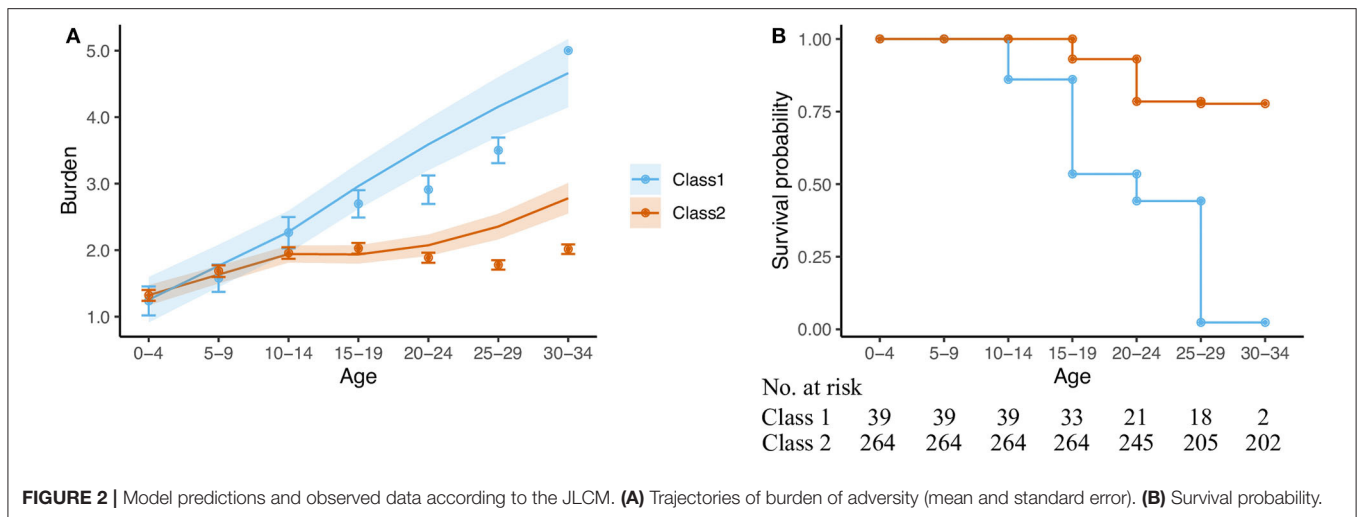 A
5.0
4.0
3.0
2.0
1.0
Burden
0–4 5–9 10–14 15–19 20–24 25–29 30–34
Age
Class1
Class2
B
1.00
0.75
0.50
0.25
0.00
Survival probability
0–4 5–9 10–14 15–19 20–24 25–29 30–34
Age
No. at risk
Class 1 39 39 39 33 21 18 2
Class 2 264 264 264 264 245 205 202
FIGURE 2 | Model predictions and observed data according to the JLCM. (A) Trajectories of burden of adversity (mean and standard error). (B) Survival probability.